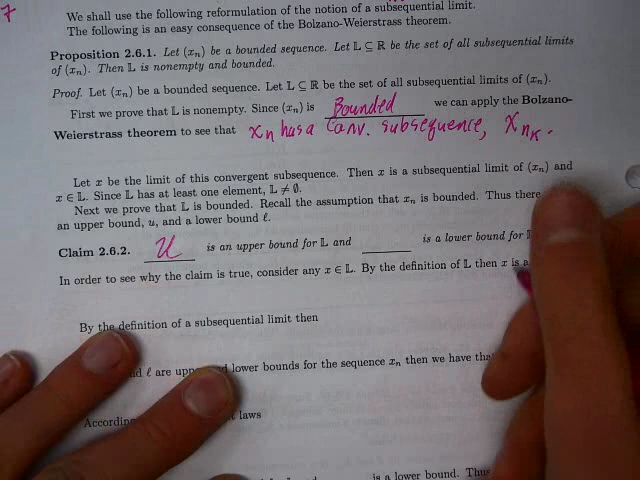 7
We shall use the following reformulation of the notion of a subsequential limit.
The following is an easy consequence of the Bolzano-Weierstrass theorem.
Proposition 2.6.1. Let (xₙ) be a bounded sequence. Let 𝕃 ⊆ ℝ be the set of all subsequential limits
of (xₙ). Then 𝕃 is nonempty and bounded.
Proof. Let (xₙ) be a bounded sequence. Let 𝕃 ⊆ ℝ be the set of all subsequential limits of (xₙ).
First we prove that 𝕃 is nonempty. Since (xₙ) is Bounded we can apply the Bolzano-
Weierstrass theorem to see that xₙ has a Conv. subsequence, xₙₖ.
Let x be the limit of this convergent subsequence. Then x is a subsequential limit of (xₙ) and
x ∈ 𝕃. Since 𝕃 has at least one element, 𝕃 ≠ ∅.
Next we prove that 𝕃 is bounded. Recall the assumption that xₙ is bounded. Thus there
an upper bound, u, and a lower bound ℓ.
Claim 2.6.2. u is an upper bound for 𝕃 and ____ is a lower bound for
In order to see why the claim is true, consider any x ∈ 𝕃. By the definition of 𝕃 then x is a
By the definition of a subsequential limit then
ℓ are lower bounds for the sequence xₙ then we have
laws
is a lower bound. Thus